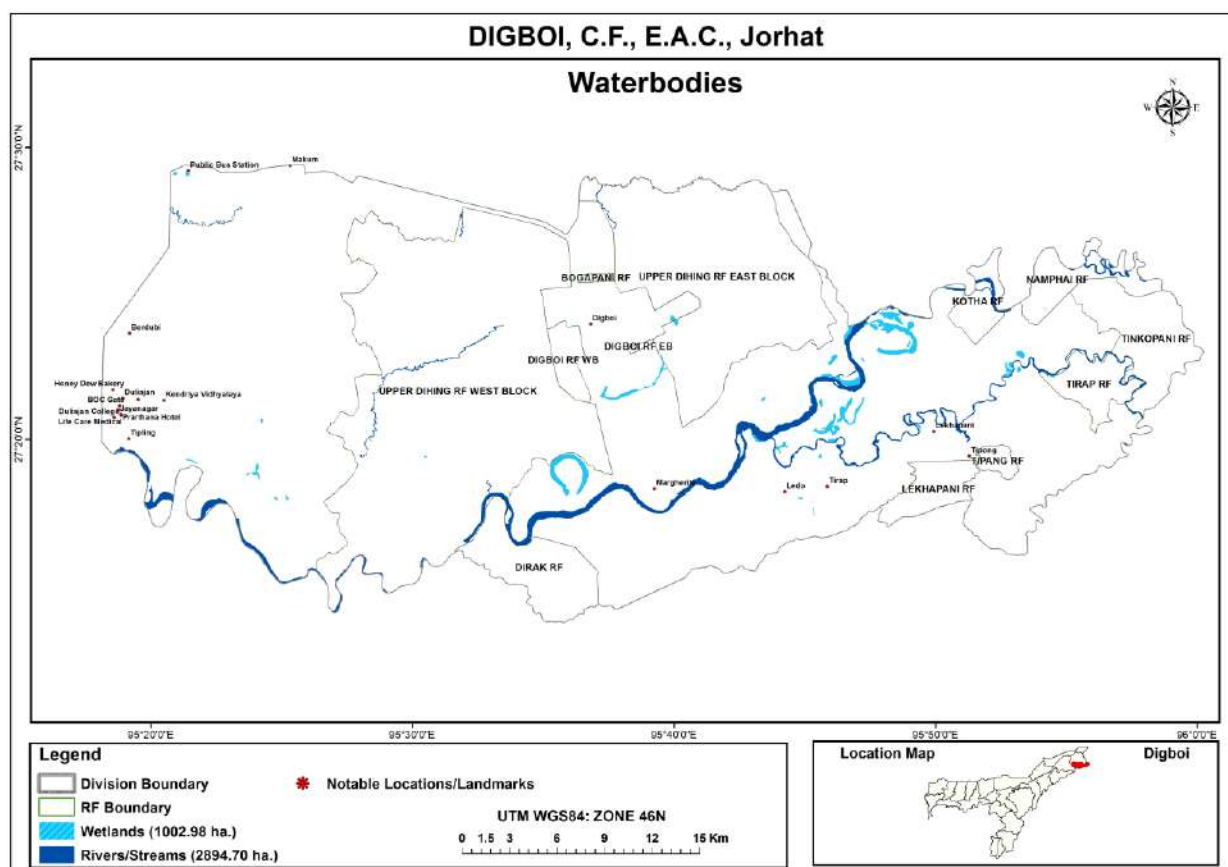 DIGBOI, C.F., E.A.C., Jorhat
Waterbodies
N
W E
S
27°30'0"N
27°20'0"N
Public Bus Station
Makum
BOGAPANI RF
UPPER DIHING RF EAST BLOCK
KOTHA RF
NAMPHAI RF
Digboi
Bordubi
DIGBOI RF EB
DIGBOI RF WB
TINKOPANI RF
Honey Dew Bakery
Duliajan
Kendriya Vidhyalaya
BOC Gate
UPPER DIHING RF WEST BLOCK
TIRAP RF
Duliajan College
Jayanagar
Prarthana Hotel
Life Care Medical
Tipling
Lekhapani
Tipong
TIPANG RF
Margherita
Ledo
Tirap
LEKHAPANI RF
DIRAK RF
95°20'0"E
95°30'0"E
95°40'0"E
95°50'0"E
96°0'0"E
Legend
Division Boundary
RF Boundary
Wetlands (1002.98 ha.)
Rivers/Streams (2894.70 ha.)
Notable Locations/Landmarks
UTM WGS84: ZONE 46N
0 1.5 3 6 9 12 15 Km
Location Map
Digboi